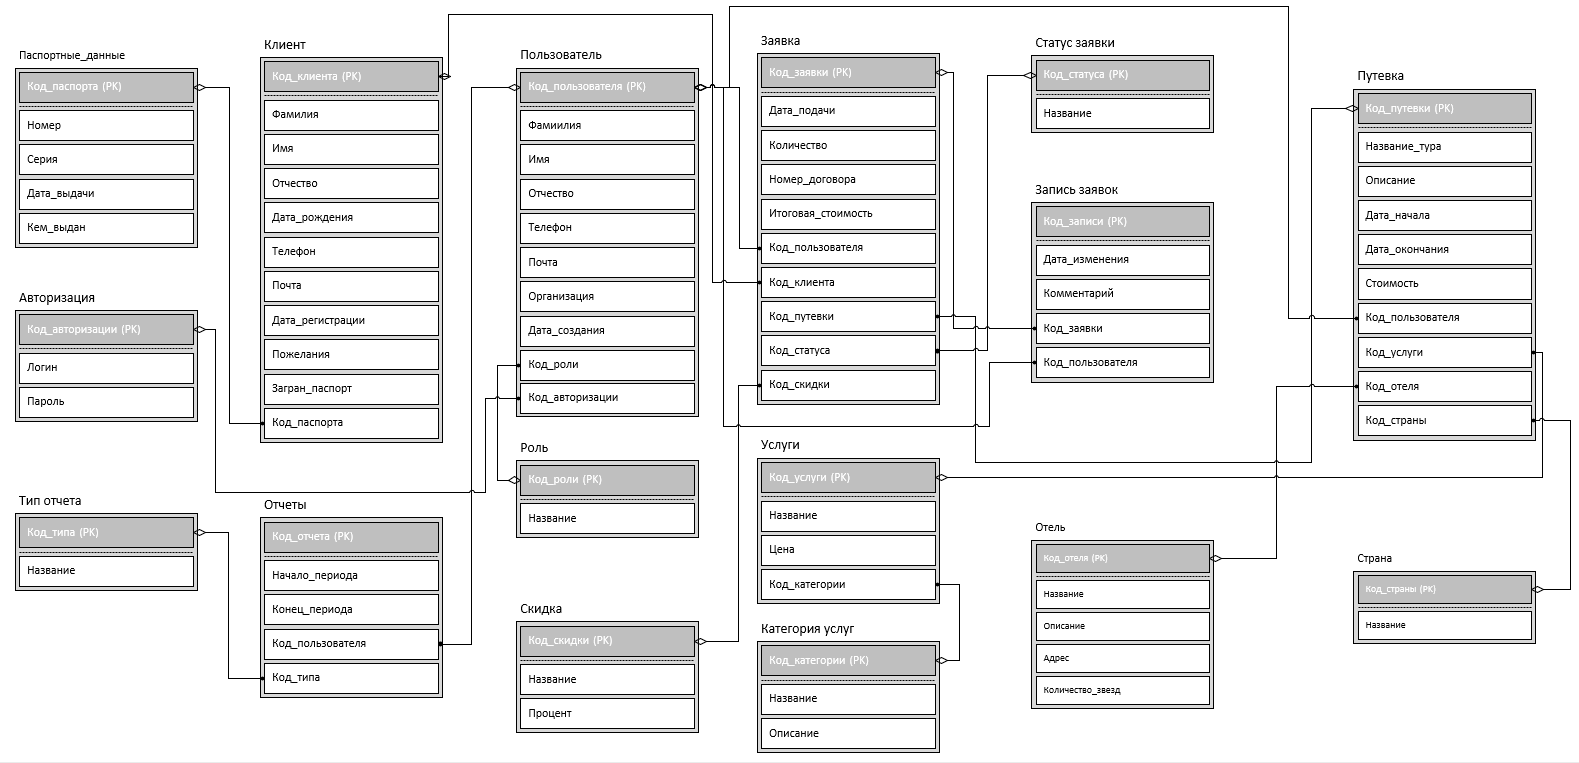 Паспортные_данные
Код_паспорта (PK)
Номер
Серия
Дата_выдачи
Кем_выдан
Авторизация
Код_авторизации (PK)
Логин
Пароль
Тип отчета
Код_типа (PK)
Название
Клиент
Код_клиента (PK)
Фамилия
Имя
Отчество
Дата_рождения
Телефон
Почта
Дата_регистрации
Пожелания
Загран_паспорт
Код_паспорта
Отчеты
Код_отчета (PK)
Начало_периода
Конец_периода
Код_пользователя
Код_типа
Пользователь
Код_пользователя (PK)
Фамиилия
Имя
Отчество
Телефон
Почта
Организация
Дата_создания
Код_роли
Код_авторизации
Роль
Код_роли (PK)
Название
Скидка
Код_скидки (PK)
Название
Процент
Заявка
Код_заявки (PK)
Дата_подачи
Количество
Номер_договора
Итоговая_стоимость
Код_пользователя
Код_клиента
Код_путевки
Код_статуса
Код_скидки
Услуги
Код_услуги (PK)
Название
Цена
Код_категории
Категория услуг
Код_категории (PK)
Название
Описание
Статус заявки
Код_статуса (PK)
Название
Запись заявок
Код_записи (PK)
Дата_изменения
Комментарий
Код_заявки
Код_пользователя
Отель
Код_отеля (PK)
Название
Описание
Адрес
Количество_звезд
Путевка
Код_путевки (PK)
Название_тура
Описание
Дата_начала
Дата_окончания
Стоимость
Код_пользователя
Код_услуги
Код_отеля
Код_страны
Страна
Код_страны (PK)
Название